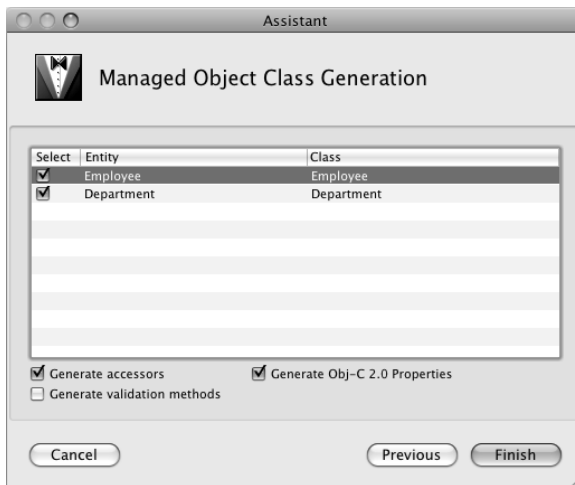 Assistant
Managed Object Class Generation
Select Entity Class
Employee Employee
Department Department
Generate accessors Generate Obj-C 2.0 Properties
Generate validation methods
Cancel Previous Finish